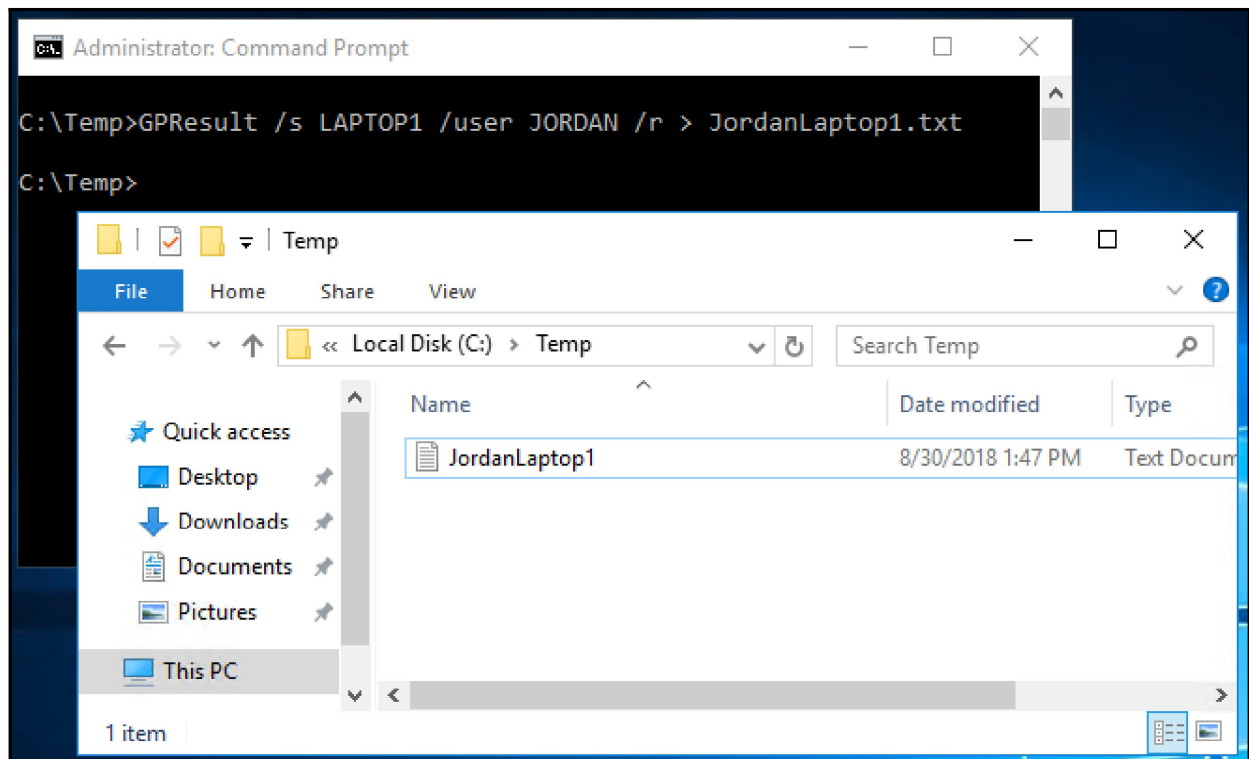 Administrator: Command Prompt
C:\Temp>GPResult /s LAPTOP1 /user JORDAN /r > JordanLaptop1.txt
C:\Temp>
Temp
File Home Share View
« Local Disk (C:) > Temp
Search Temp
Name Date modified Type
Quick access
JordanLaptop1 8/30/2018 1:47 PM Text Docum
Desktop
Downloads
Documents
Pictures
This PC
1 item